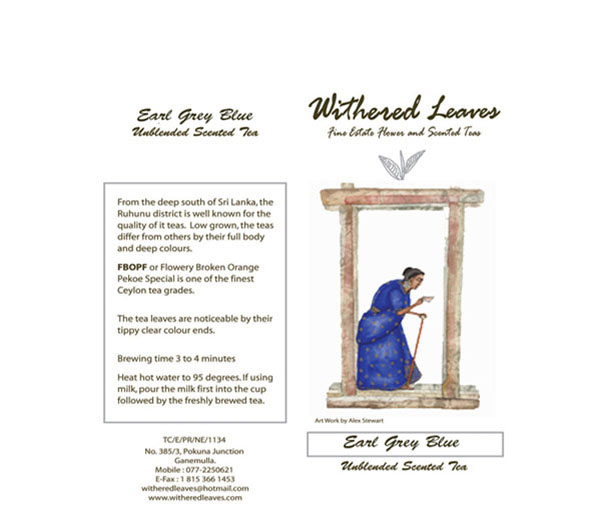 Earl Grey Blue
Unblended Scented Tea
From the deep south of Sri Lanka, the
Ruhunu district is well known for the
quality of it teas. Low grown, the teas
differ from others by their full body
and deep colours.
FBOPF or Flowery Broken Orange
Pekoe Special is one of the finest
Ceylon tea grades.
The tea leaves are noticeable by their
tippy clear colour ends.
Brewing time 3 to 4 minutes
Heat hot water to 95 degrees. If using
milk, pour the milk first into the cup
followed by the freshly brewed tea.
TC/E/PR/NE/1134
No. 385/3, Pokuna Junction
Ganemulla.
Mobile : 077-2250621
E-Fax : 1 815 366 1453
witheredleaves@hotmail.com
www.witheredleaves.com
Withered Leaves
Fine Estate Flower and Scented Teas
Art Work by Alex Stewart
Earl Grey Blue
Unblended Scented Tea